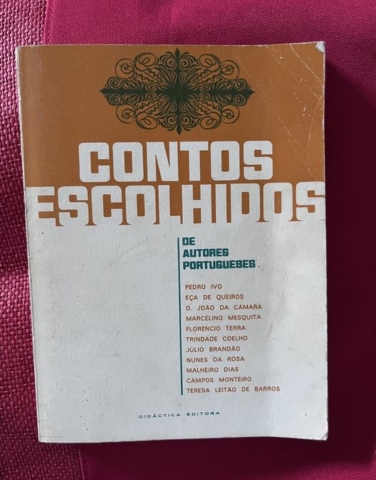 CONTOS
ESCOLHIDOS
DE
AUTORES
PORTUGUESES
PEDRO IVO
EÇA DE QUEIROS
D. JOÃO DA CÂMARA
MARCELINO MESQUITA
FLORENCIO TERRA
TRINDADE COELHO
JÚLIO BRANDÃO
NUNES DA ROSA
MALHEIRO DIAS
CAMPOS MONTEIRO
TERESA LEITÃO DE BARROS
DIDÁCTICA EDITORA